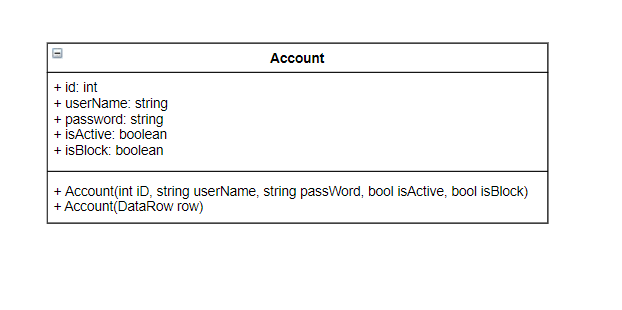 Account
+ id: int
+ userName: string
+ password: string
+ isActive: boolean
+ isBlock: boolean
+ Account(int iD, string userName, string passWord, bool isActive, bool isBlock)
+ Account(DataRow row)